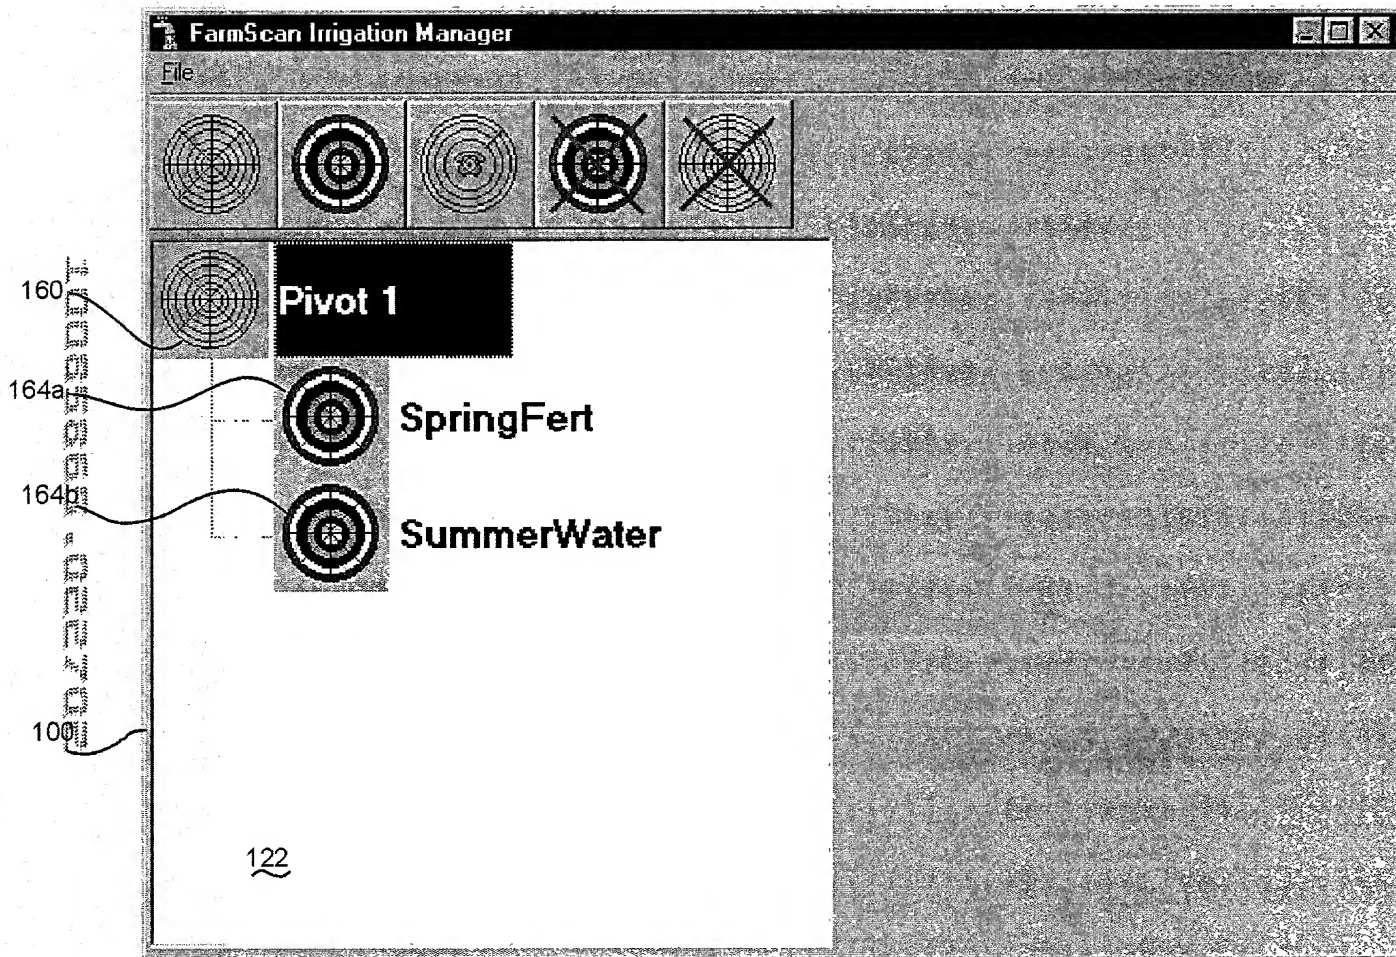 FarmScan Irrigation Manager
File
160
Pivot 1
164a
SpringFert
164b
SummerWater
100
122